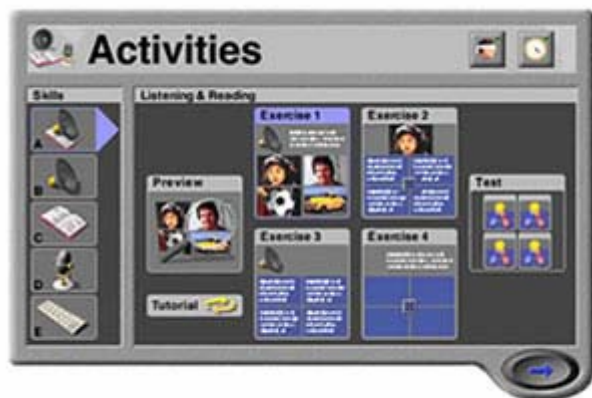 Activities
Skills
Listening & Reading
A
B
C
D
E
Preview
Tutorial
Exercise 1
Exercise 2
Exercise 3
Exercise 4
Test